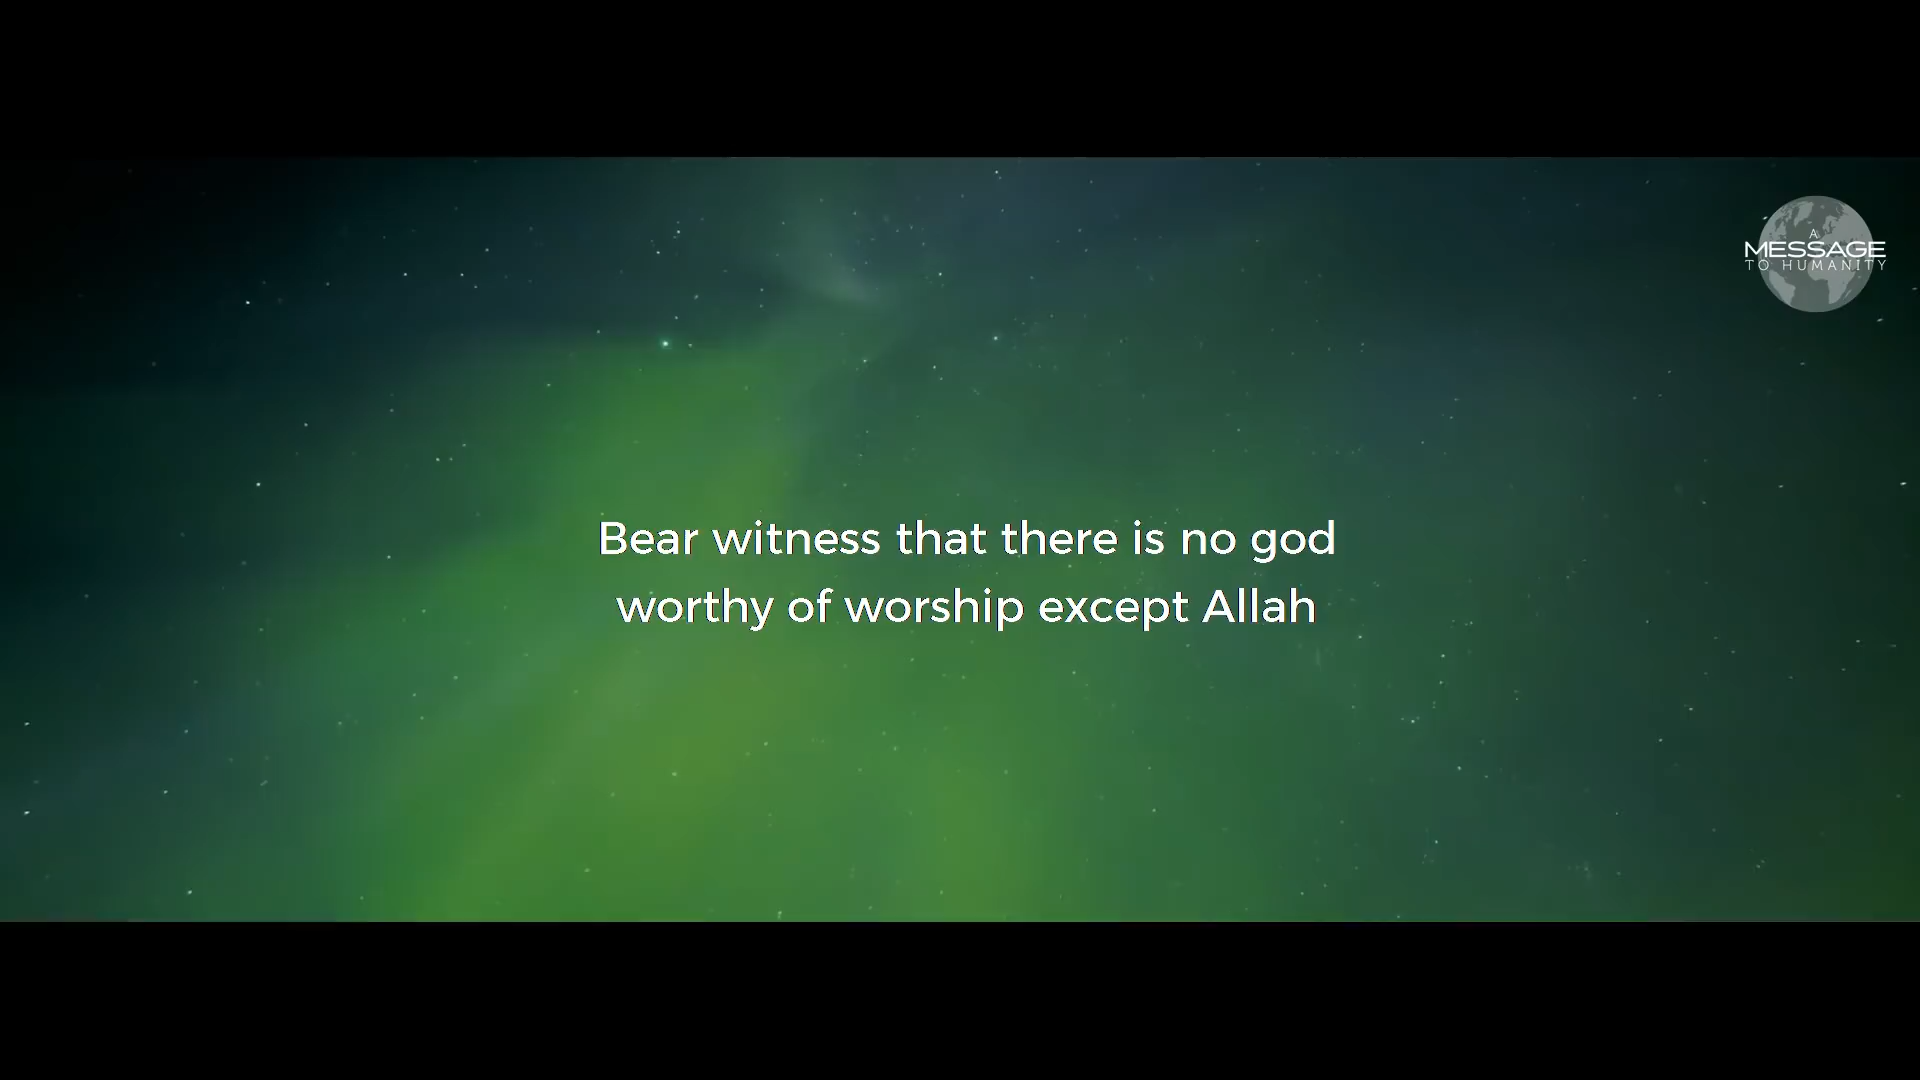 A
MESSAGE
TO HUMANITY
Bear witness that there is no god
worthy of worship except Allah